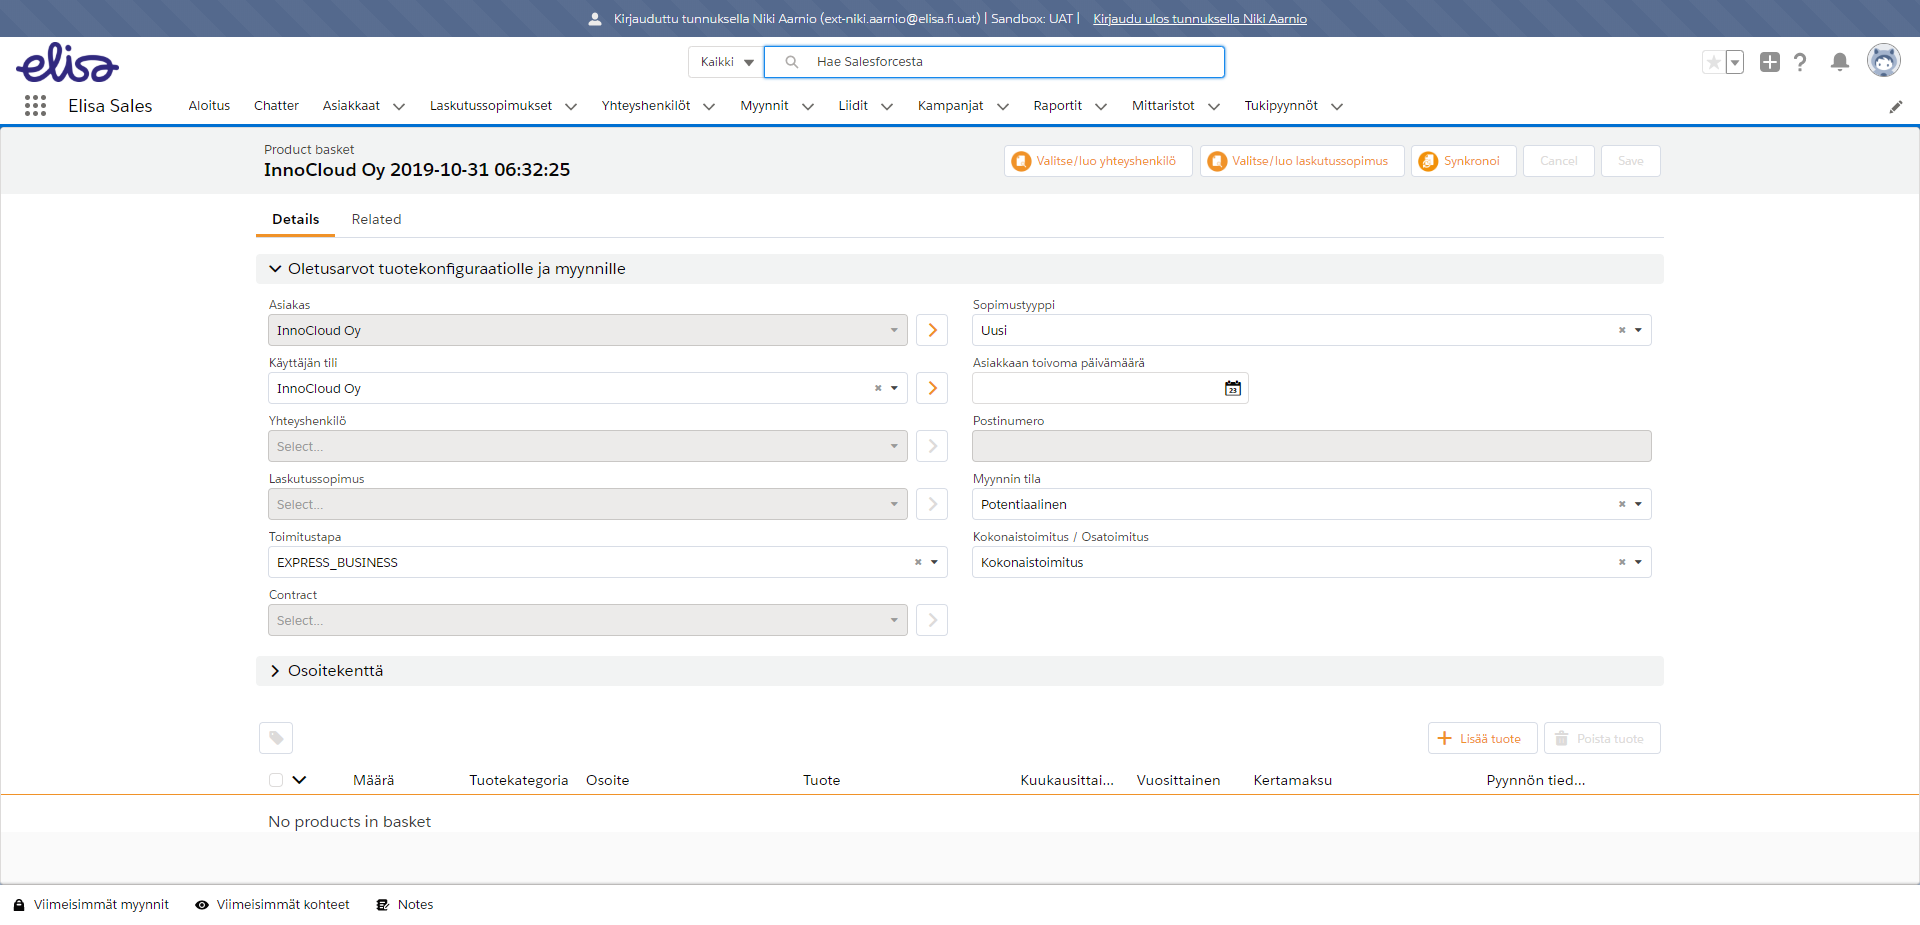 Kirjauduttu tunnuksella Niki Aarnio (ext-niki.aarnio@elisa.fi.uat) | Sandbox: UAT | Kirjaudu ulos tunnuksella Niki Aarnio
elisa
Kaikki Hae Salesforcesta
Elisa Sales Aloitus Chatter Asiakkaat Laskutussopimukset Yhteyshenkilöt Myynnit Liidit Kampanjat Raportit Mittaristot Tukipyynnöt
Product basket
InnoCloud Oy 2019-10-31 06:32:25
Valitse/luo yhteyshenkilö Valitse/luo laskutussopimus Synkronoi Cancel Save
Details Related
Oletusarvot tuotekonfiguraatiolle ja myynnille
Asiakas Sopimustyyppi
InnoCloud Oy Uusi
Käyttäjän tili Asiakkaan toivoma päivämäärä
InnoCloud Oy 23
Yhteyshenkilö Postinumero
Select...
Laskutussopimus Myynnin tila
Select... Potentiaalinen
Toimitustapa Kokonaistoimitus / Osatoimitus
EXPRESS_BUSINESS Kokonaistoimitus
Contract
Select...
Osoitekenttä
Lisää tuote Poista tuote
Määrä Tuotekategoria Osoite Tuote Kuukausittai... Vuosittainen Kertamaksu Pyynnön tied...
No products in basket
Viimeisimmät myynnit Viimeisimmät kohteet Notes